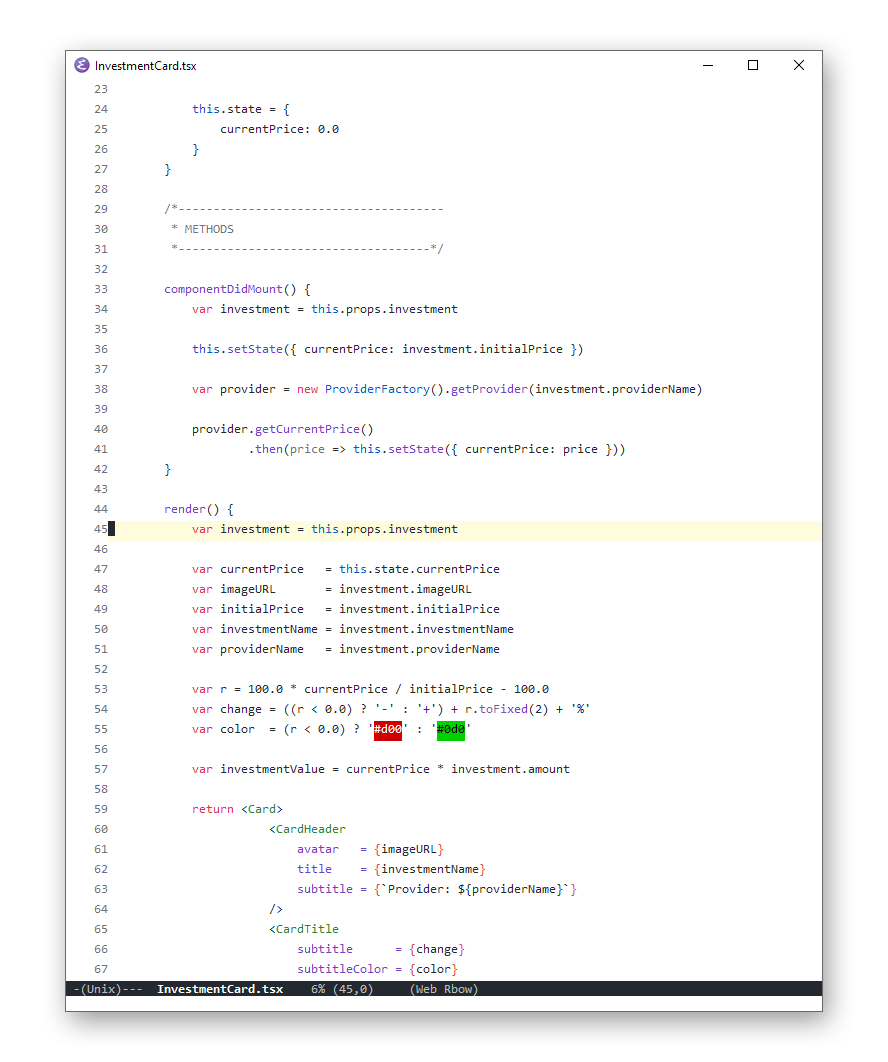 InvestmentCard.tsx
23
24            this.state = {
25                currentPrice: 0.0
26            }
27        }
28
29        /*--------------------------------------
30         * METHODS
31         *------------------------------------*/
32
33        componentDidMount() {
34            var investment = this.props.investment
35
36            this.setState({ currentPrice: investment.initialPrice })
37
38            var provider = new ProviderFactory().getProvider(investment.providerName)
39
40            provider.getCurrentPrice()
41                    .then(price => this.setState({ currentPrice: price }))
42        }
43
44        render() {
45            var investment = this.props.investment
46
47            var currentPrice   = this.state.currentPrice
48            var imageURL       = investment.imageURL
49            var initialPrice   = investment.initialPrice
50            var investmentName = investment.investmentName
51            var providerName   = investment.providerName
52
53            var r = 100.0 * currentPrice / initialPrice - 100.0
54            var change = ((r < 0.0) ? '-' : '+') + r.toFixed(2) + '%'
55            var color  = (r < 0.0) ? '#d00' : '#0d0'
56
57            var investmentValue = currentPrice * investment.amount
58
59            return <Card>
60                       <CardHeader
61                           avatar   = {imageURL}
62                           title    = {investmentName}
63                           subtitle = {`Provider: ${providerName}`}
64                       />
65                       <CardTitle
66                           subtitle      = {change}
67                           subtitleColor = {color}
-(Unix)---  InvestmentCard.tsx    6% (45,0)     (Web Rbow)